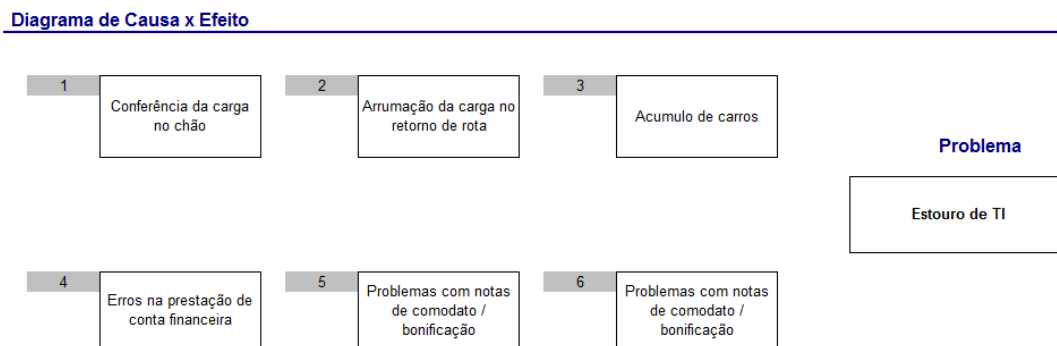 Diagrama de Causa x Efeito
1
Conferência da carga
no chão
2
Arrumação da carga no
retorno de rota
3
Acumulo de carros
Problema
Estouro de TI
4
Erros na prestação de
conta financeira
5
Problemas com notas
de comodato /
bonificação
6
Problemas com notas
de comodato /
bonificação